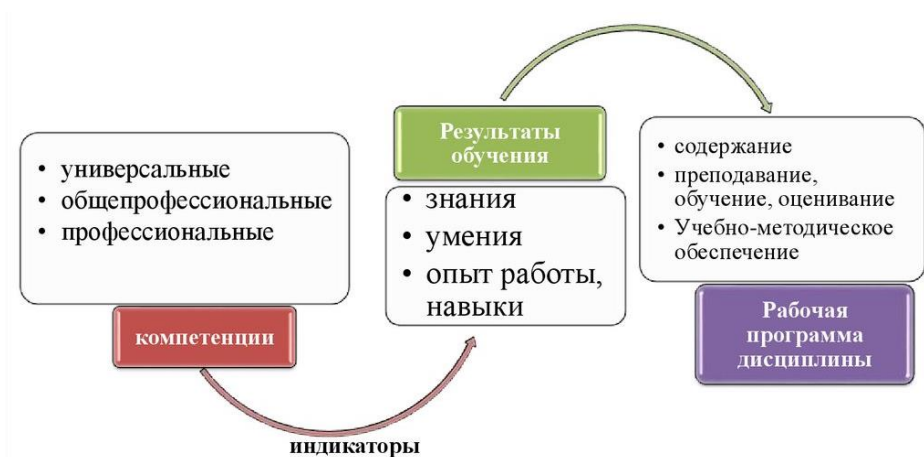 • универсальные
• общепрофессиональные
• профессиональные
компетенции
индикаторы
Результаты
обучения
• знания
• умения
• опыт работы,
навыки
• содержание
• преподавание,
обучение, оценивание
• Учебно-методическое
обеспечение
Рабочая
программа
дисциплины